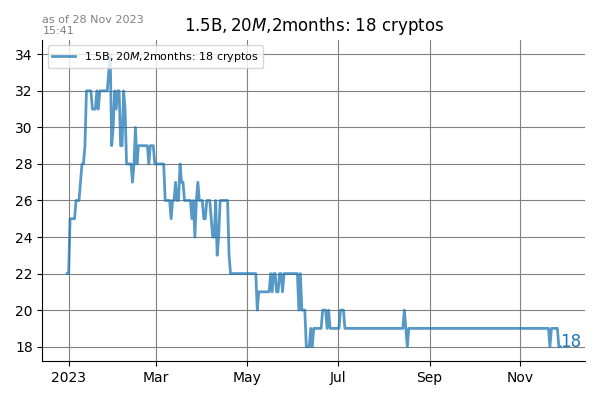 as of 28 Nov 2023
15:41
1.5B,20M,2months: 18 cryptos
1.5B,20M,2months: 18 cryptos
34
32
30
28
26
24
22
20
18
18
2023 Mar May Jul Sep Nov